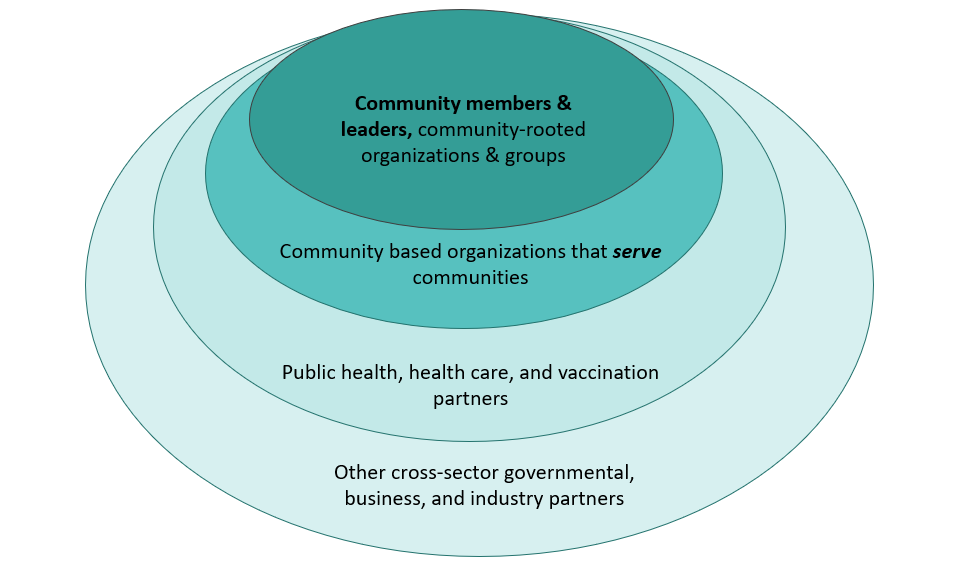 Community members &
leaders, community-rooted
organizations & groups
Community based organizations that serve
communities
Public health, health care, and vaccination
partners
Other cross-sector governmental,
business, and industry partners